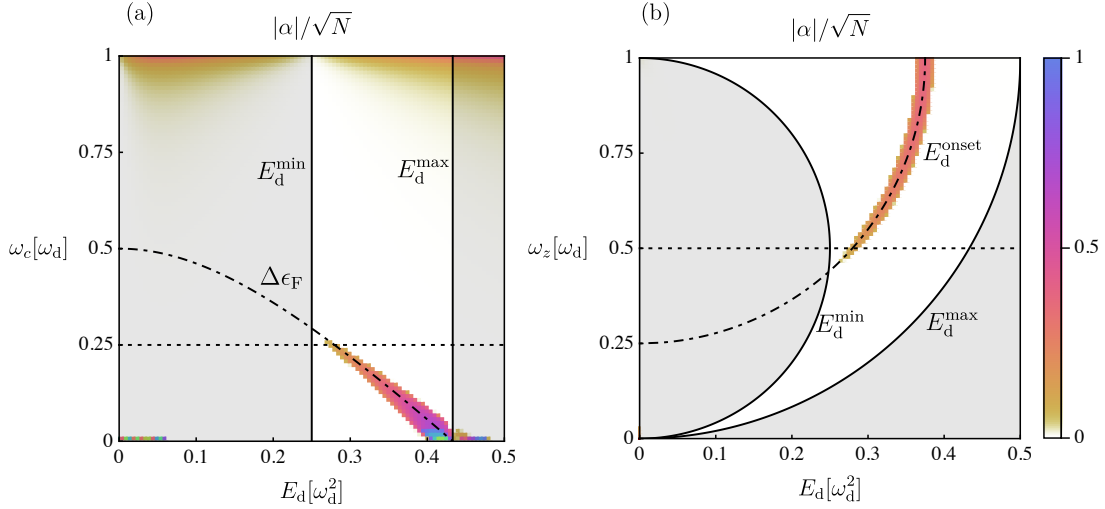 (a)
|α|/√N
1
0.75
ω_c[ω_d]
0.5
0.25
0
E_d^min
E_d^max
Δϵ_F
0 0.1 0.2 0.3 0.4 0.5
E_d[ω_d^2]
(b)
|α|/√N
1
0.75
ω_z[ω_d]
0.5
0.25
0
E_d^onset
E_d^min
E_d^max
0 0.1 0.2 0.3 0.4 0.5
E_d[ω_d^2]
1
0.5
0